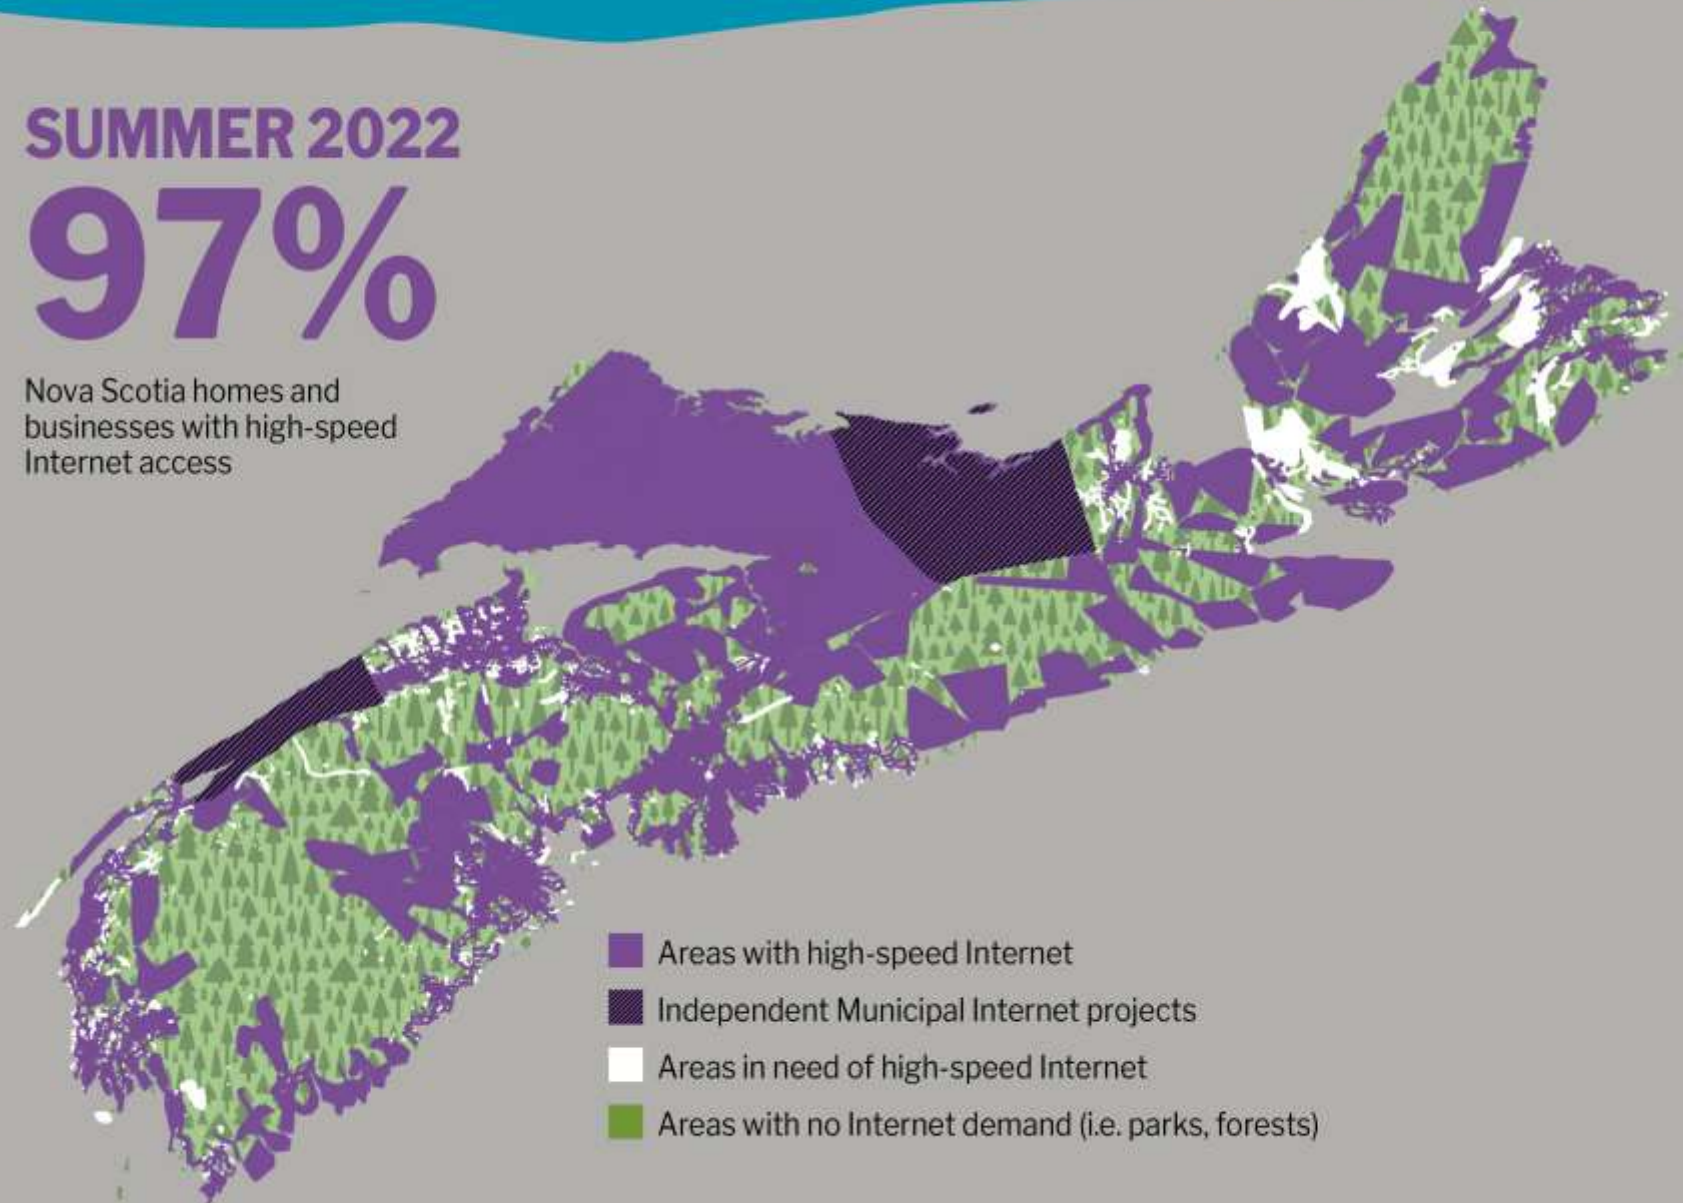 SUMMER 2022
97%
Nova Scotia homes and
businesses with high-speed
Internet access
Areas with high-speed Internet
Independent Municipal Internet projects
Areas in need of high-speed Internet
Areas with no Internet demand (i.e. parks, forests)